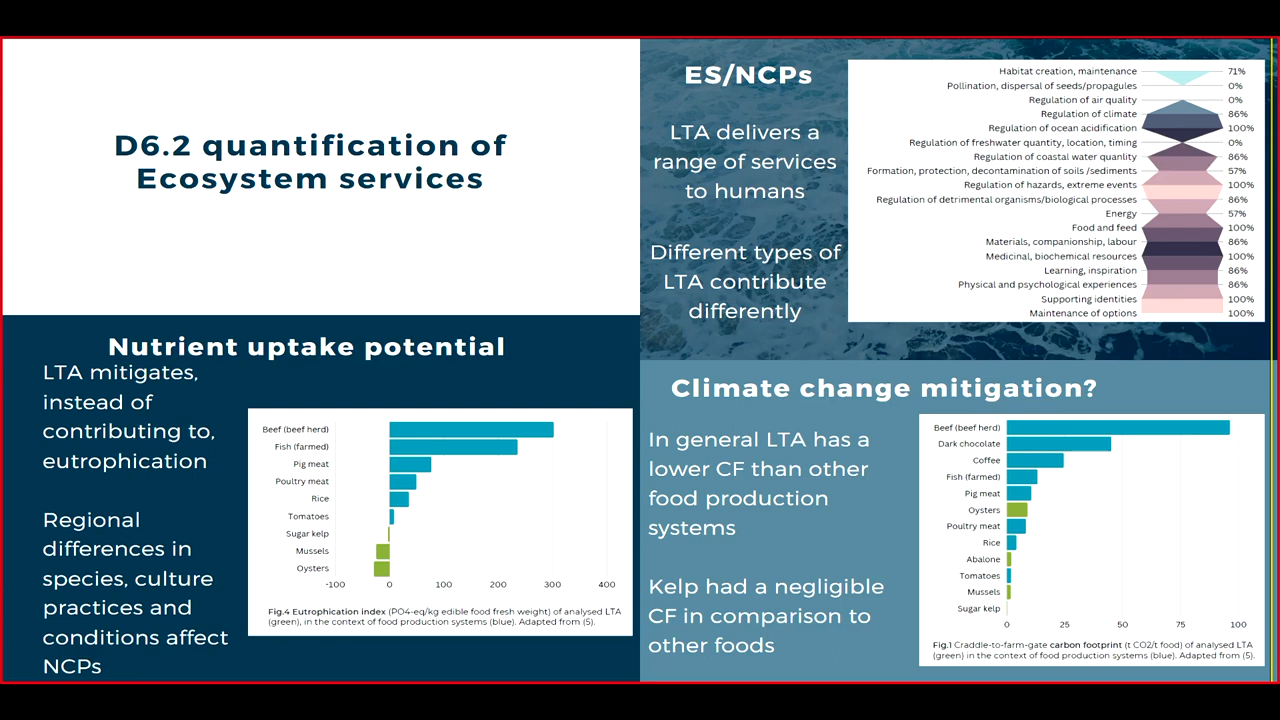 D6.2 quantification of
Ecosystem services
ES/NCPs
LTA delivers a
range of services
to humans
Different types of
LTA contribute
differently
Habitat creation, maintenance 71%
Pollination, dispersal of seeds/propagules 0%
Regulation of air quality 0%
Regulation of climate 86%
Regulation of ocean acidification 100%
Regulation of freshwater quantity, location, timing 0%
Regulation of coastal water quanlity 86%
Formation, protection, decontamination of soils /sediments 57%
Regulation of hazards, extreme events 100%
Regulation of detrimental organisms/biological processes 86%
Energy 57%
Food and feed 100%
Materials, companionship, labour 86%
Medicinal, biochemical resources 100%
Learning, inspiration 86%
Physical and psychological experiences 86%
Supporting identities 100%
Maintenance of options 100%
Nutrient uptake potential
LTA mitigates,
instead of
contributing to,
eutrophication
Regional
differences in
species, culture
practices and
conditions affect
NCPs
Beef (beef herd)
Fish (farmed)
Pig meat
Poultry meat
Rice
Tomatoes
Sugar kelp
Mussels
Oysters
-100 0 100 200 300 400
Fig.4 Eutrophication index (PO4-eq/kg edible food fresh weight) of analysed LTA
(green), in the context of food production systems (blue). Adapted from (5).
Climate change mitigation?
In general LTA has a
lower CF than other
food production
systems
Kelp had a negligible
CF in comparison to
other foods
Beef (beef herd)
Dark chocolate
Coffee
Fish (farmed)
Pig meat
Oysters
Poultry meat
Rice
Abalone
Tomatoes
Mussels
Sugar kelp
0 25 50 75 100
Fig.1 Craddle-to-farm-gate carbon footprint (t CO2/t food) of analysed LTA
(green) in the context of food production systems (blue). Adapted from (5).